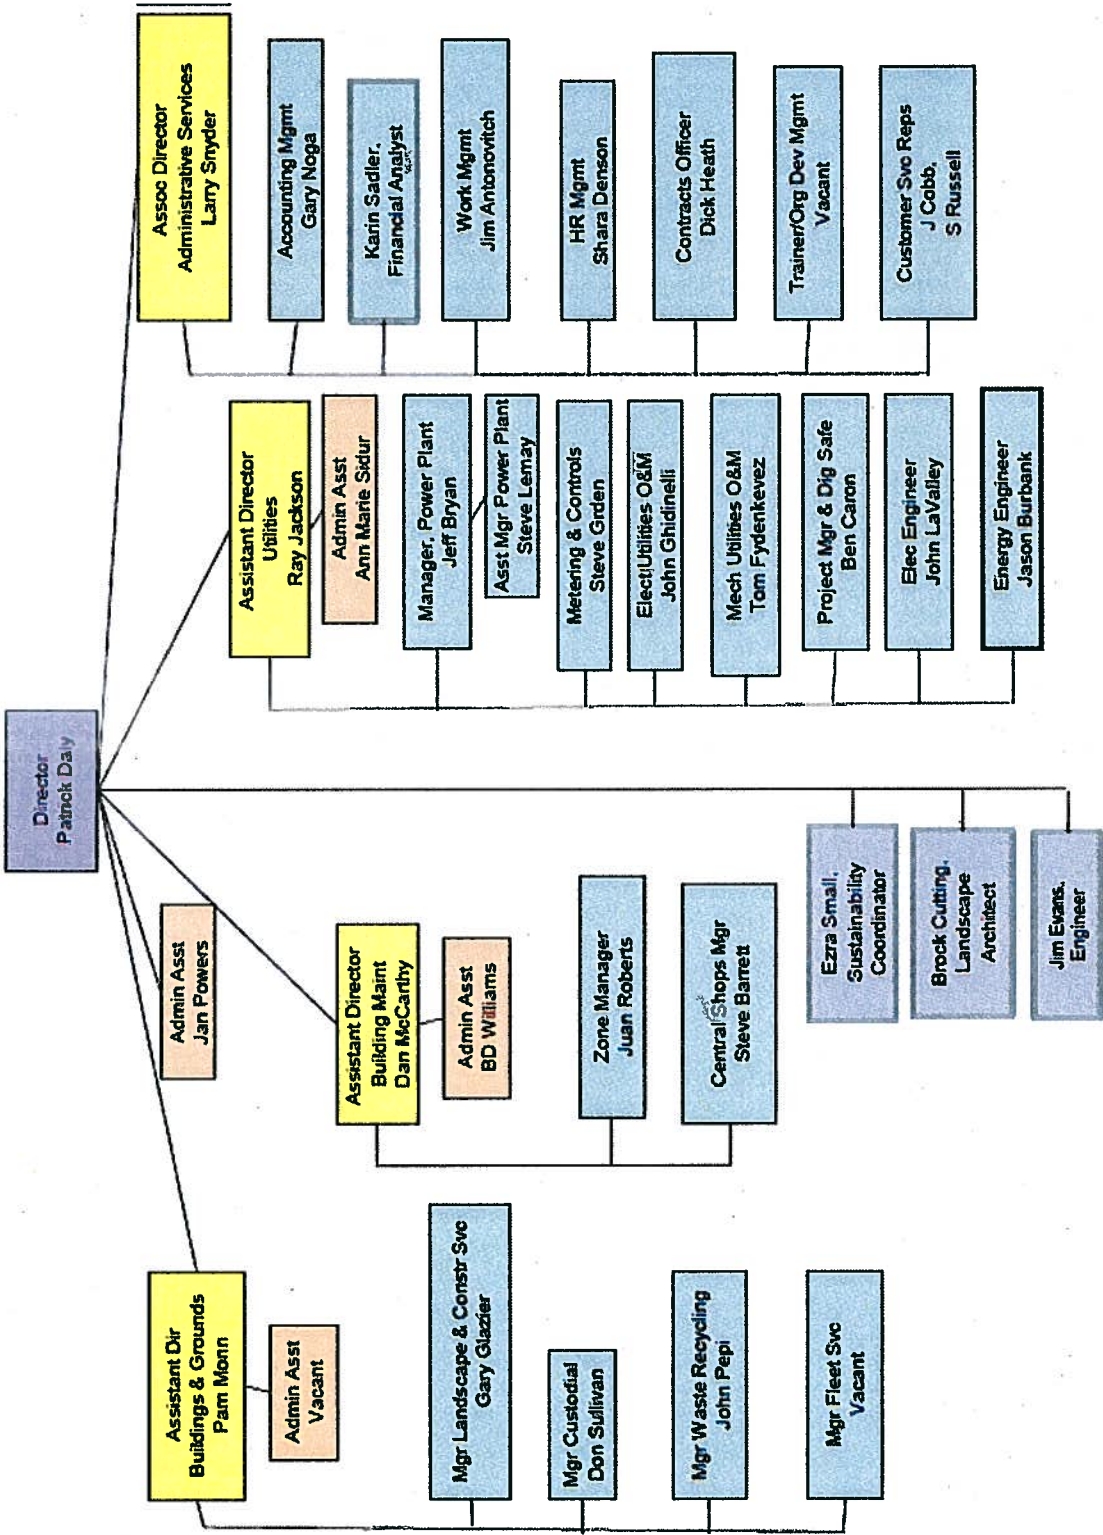 Director
Patrick Daly
Assistant Dir
Buildings & Grounds
Pam Monn
Admin Asst
Vacant
Mgr Landscape & Constr Svc
Gary Glazier
Mgr Custodial
Don Sullivan
Mgr Waste Recycling
John Pepi
Mgr Fleet Svc
Vacant
Admin Asst
Jan Powers
Assistant Director
Building Maint
Dan McCarthy
Admin Asst
BD Williams
Zone Manager
Juan Roberts
Central Shops Mgr
Steve Barrett
Ezra Small,
Sustainability
Coordinator
Brock Cutting,
Landscape
Architect
Jim Evans,
Engineer
Assistant Director
Utilities
Ray Jackson
Admin Asst
Ann Marie Sidur
Manager, Power Plant
Jeff Bryan
Asst Mgr Power Plant
Steve Lemay
Metering & Controls
Steve Grden
Elect Utilities O&M
John Ghidinelli
Mech Utilities O&M
Tom Fydenkevez
Project Mgr & Dig Safe
Ben Caron
Elec Engineer
John LaValley
Energy Engineer
Jason Burbank
Assoc Director
Administrative Services
Larry Snyder
Accounting Mgmt
Gary Noga
Karin Sadler,
Financial Analyst
Work Mgmt
Jim Antonovitch
HR Mgmt
Shara Denson
Contracts Officer
Dick Heath
Trainer/Org Dev Mgmt
Vacant
Customer Svc Reps
J Cobb,
S Russell